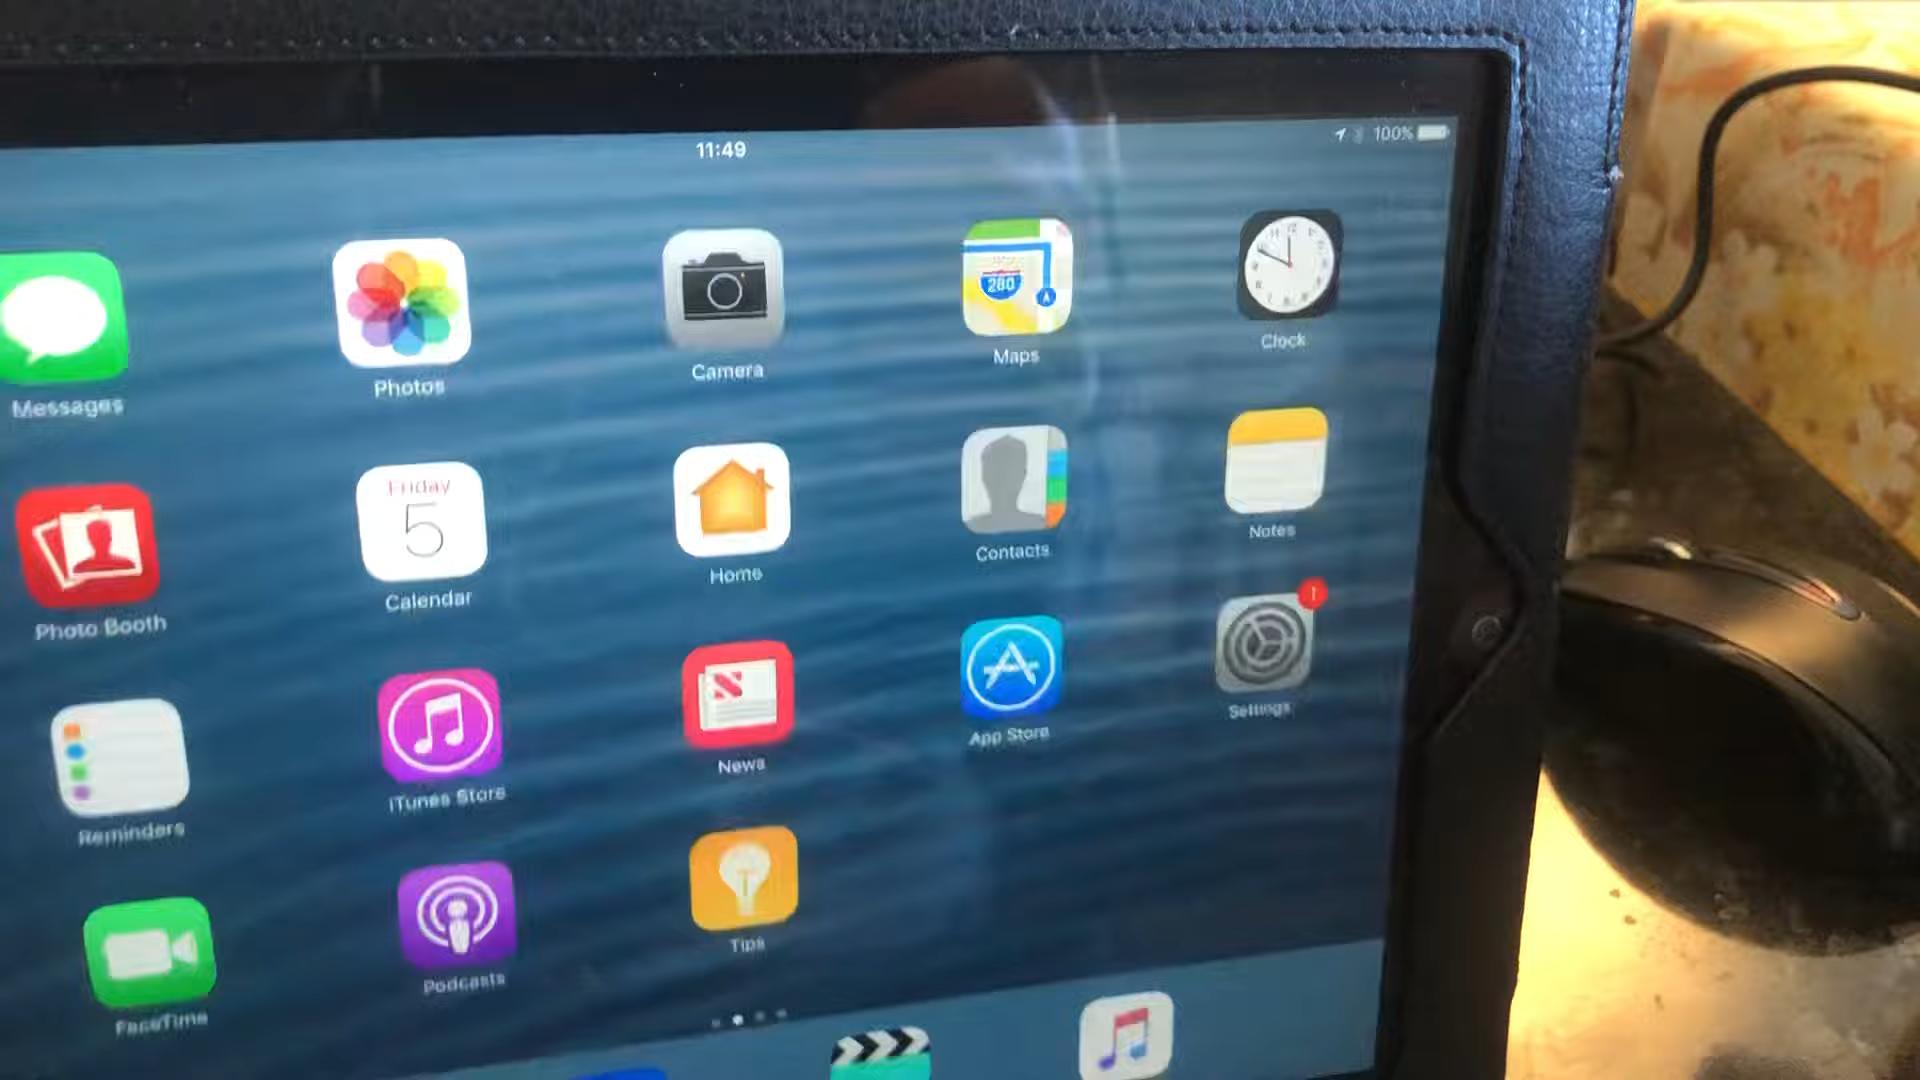 11:49
100%
Messages
Photos
Camera
280
Maps
Clock
Photo Booth
Friday
5
Calendar
Home
Contacts
Notes
Reminders
iTunes Store
News
App Store
!
Settings
FaceTime
Podcasts
Tips